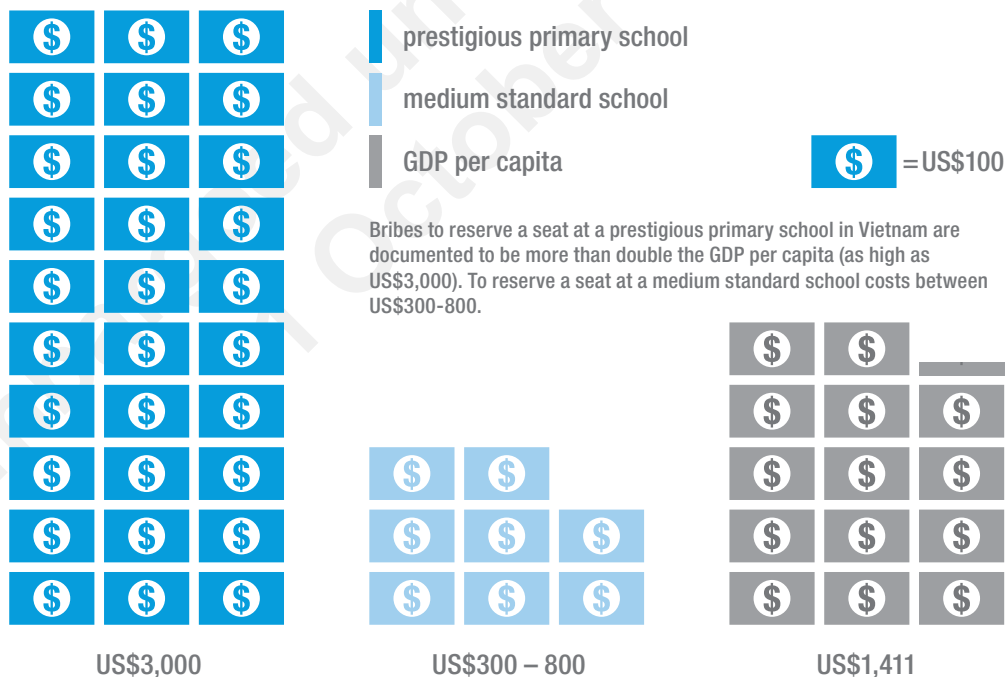 prestigious primary school
medium standard school
GDP per capita
$ =US$100
Bribes to reserve a seat at a prestigious primary school in Vietnam are
documented to be more than double the GDP per capita (as high as
US$3,000). To reserve a seat at a medium standard school costs between
US$300-800.
$ $ $
$ $ $
$ $ $
$ $ $
$ $ $
$ $ $
$ $ $
$ $ $
$ $ $
$ $ $
US$3,000
$ $
$ $ $
$ $ $
US$300 – 800
$ $
$ $ $
$ $ $
$ $ $
$ $ $
US$1,411
1 October